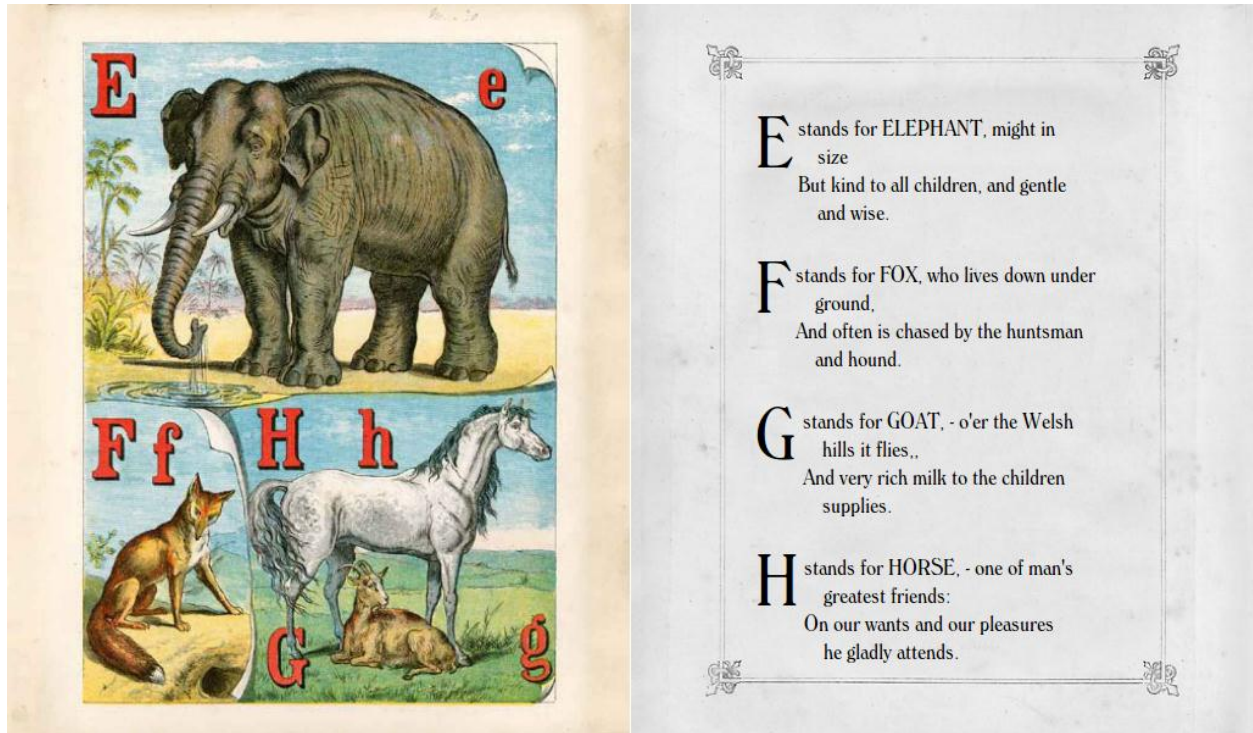 E e
F f
H h
G g
E stands for ELEPHANT, might in
size
But kind to all children, and gentle
and wise.
F stands for FOX, who lives down under
ground,
And often is chased by the huntsman
and hound.
G stands for GOAT, - o'er the Welsh
hills it flies,,
And very rich milk to the children
supplies.
H stands for HORSE, - one of man's
greatest friends:
On our wants and our pleasures
he gladly attends.